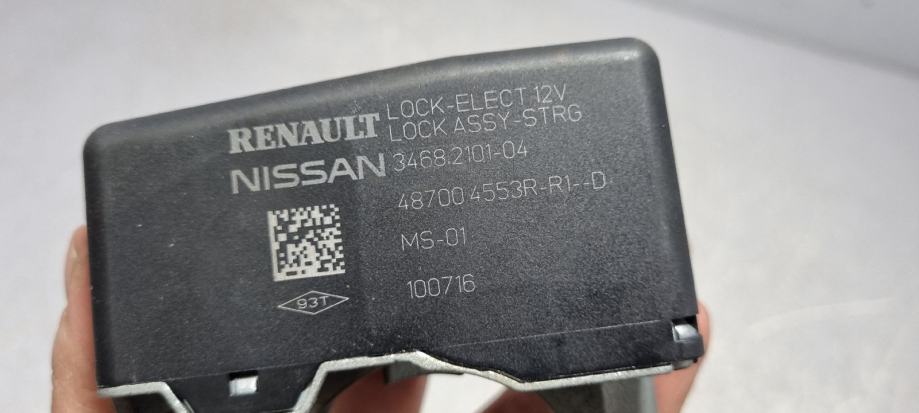 LOCK-ELECT 12V
RENAULT LOCK ASSY-STRG
NISSAN 3468.2101-04
48700 4553R-R1--D
MS-01
100716
93T